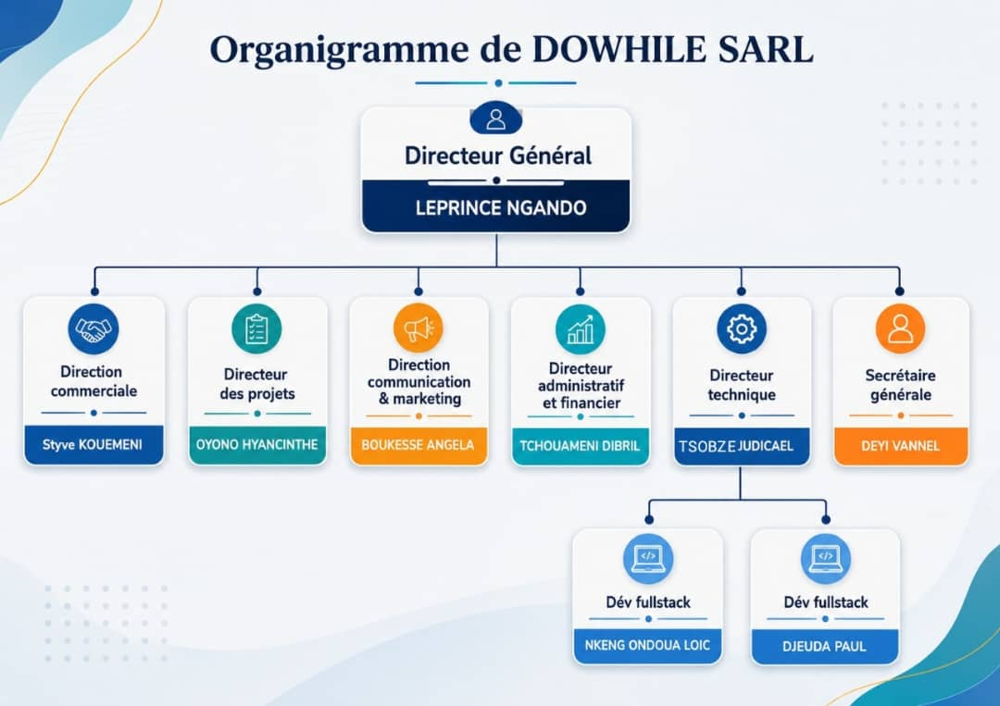 Organigramme de DOWHILE SARL
Directeur Général
LEPRINCE NGANDO
Direction
commerciale
Styve KOUEMENI
Directeur
des projets
OYONO HYANCINTHE
Direction
communication
& marketing
BOUKESSE ANGELA
Directeur
administratif
et financier
TCHOUAMENI DIBRIL
Directeur
technique
TSOBZE JUDICAEL
Secrétaire
générale
DEYI VANNEL
</>
Dév fullstack
NKENG ONDOUA LOIC
</>
Dév fullstack
DJEUDA PAUL